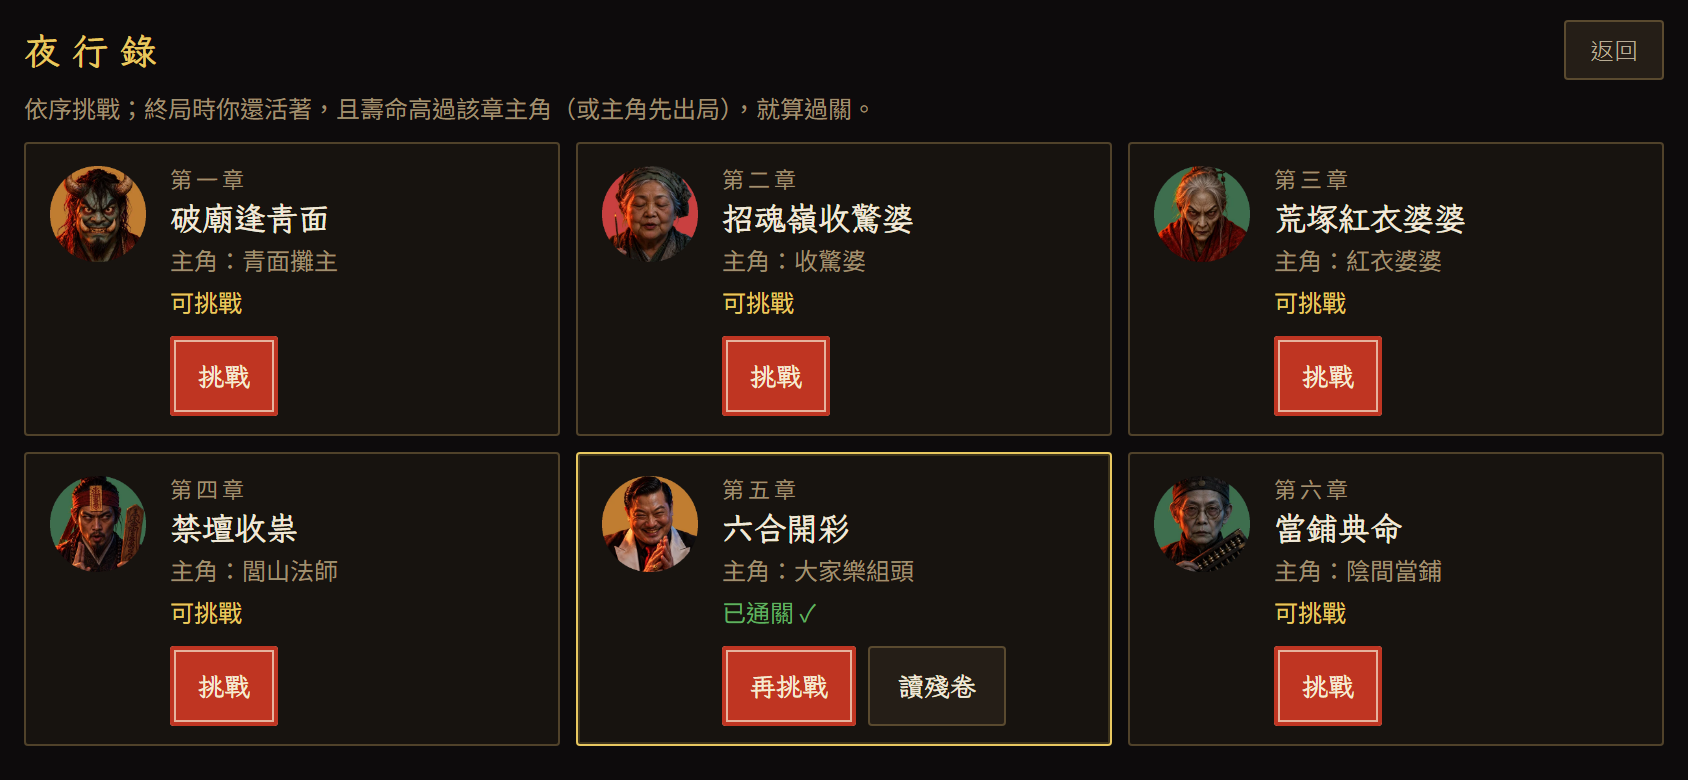 夜行錄
返回
依序挑戰；終局時你還活著，且壽命高過該章主角（或主角先出局），就算過關。
第一章
破廟逢青面
主角：青面攤主
可挑戰
挑戰
第二章
招魂嶺收驚婆
主角：收驚婆
可挑戰
挑戰
第三章
荒塚紅衣婆婆
主角：紅衣婆婆
可挑戰
挑戰
第四章
禁壇收祟
主角：閭山法師
可挑戰
挑戰
第五章
六合開彩
主角：大家樂組頭
已通關 ✓
再挑戰
讀殘卷
第六章
當鋪典命
主角：陰間當鋪
可挑戰
挑戰